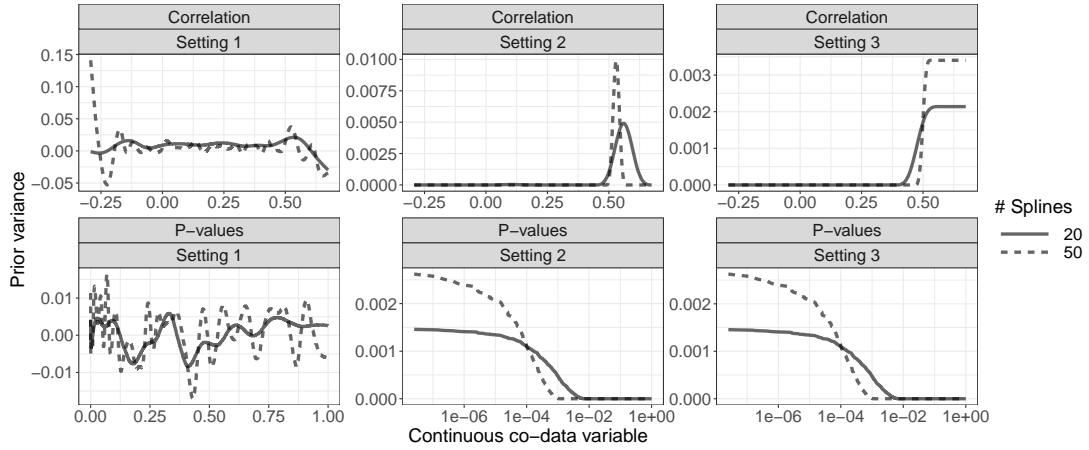 Correlation
Setting 1
Correlation
Setting 2
Correlation
Setting 3
0.15
0.10
0.05
0.00
−0.05
0.0100
0.0075
0.0050
0.0025
0.0000
0.003
0.002
0.001
0.000
−0.25 0.00 0.25 0.50
−0.25 0.00 0.25 0.50
−0.25 0.00 0.25 0.50
Prior variance
P−values
Setting 1
P−values
Setting 2
P−values
Setting 3
0.01
0.00
−0.01
0.002
0.001
0.000
0.002
0.001
0.000
0.00 0.25 0.50 0.75 1.00
1e−06 1e−04 1e−02 1e+00
1e−06 1e−04 1e−02 1e+00
Continuous co−data variable
# Splines
20
50